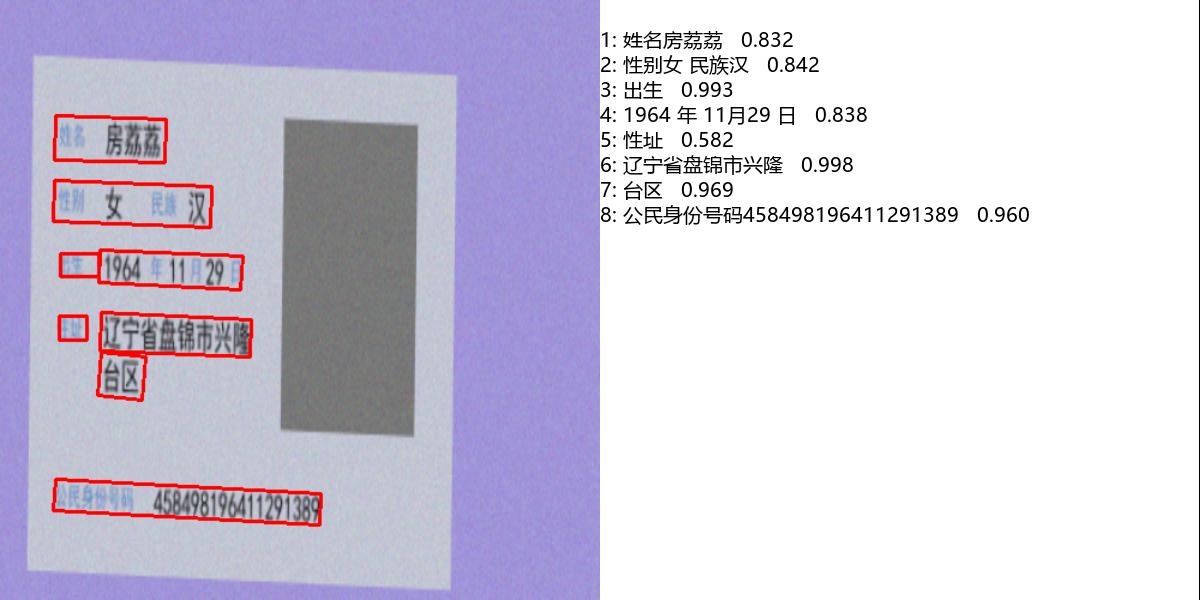 姓名 房荔荔
性别 女 民族 汉
出生 1964 年 11 月 29 日
住址 辽宁省盘锦市兴隆
台区
公民身份号码 458498196411291389
1: 姓名房荔荔 0.832
2: 性别女 民族汉 0.842
3: 出生 0.993
4: 1964 年 11月29 日 0.838
5: 性址 0.582
6: 辽宁省盘锦市兴隆 0.998
7: 台区 0.969
8: 公民身份号码458498196411291389 0.960